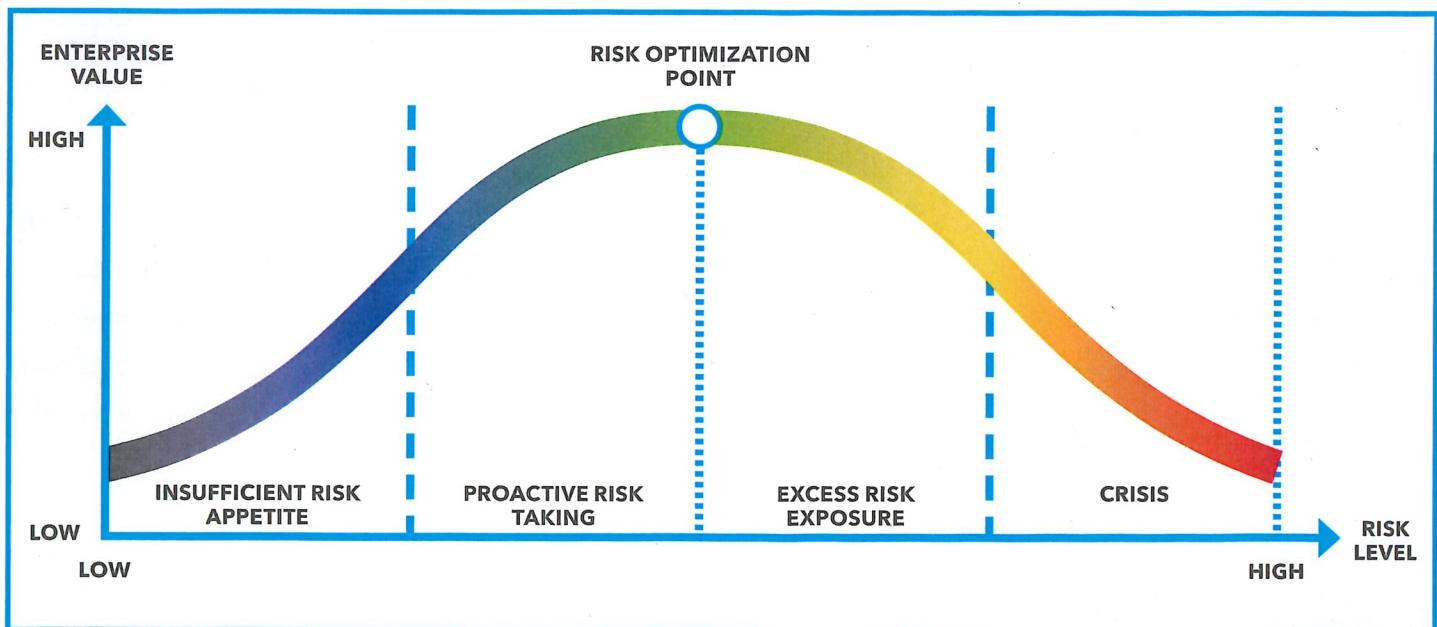 ENTERPRISE
VALUE
RISK OPTIMIZATION
POINT
HIGH
INSUFFICIENT RISK
APPETITE
PROACTIVE RISK
TAKING
EXCESS RISK
EXPOSURE
CRISIS
LOW
RISK
LEVEL
LOW
HIGH